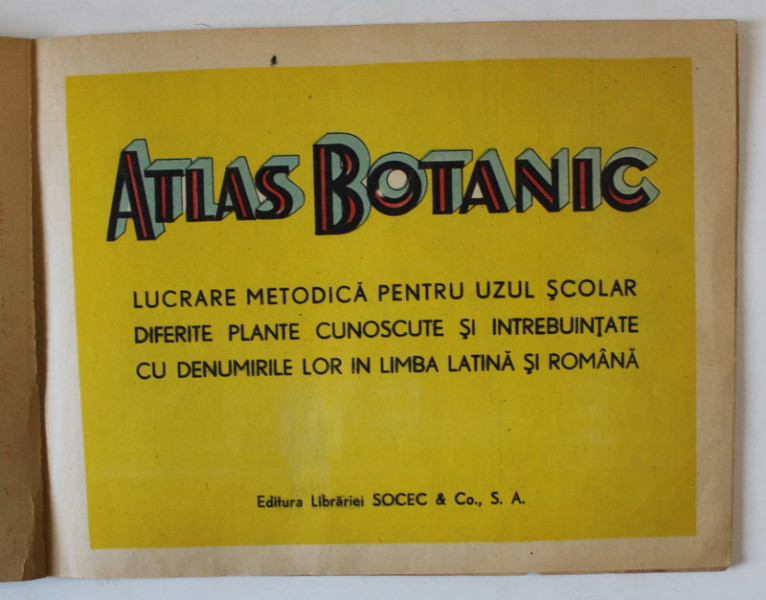 ATLAS BOTANIC
LUCRARE METODICĂ PENTRU UZUL ŞCOLAR
DIFERITE PLANTE CUNOSCUTE ŞI INTREBUINŢATE
CU DENUMIRILE LOR IN LIMBA LATINĂ ŞI ROMÂNĂ
Editura Librăriei SOCEC & Co., S. A.